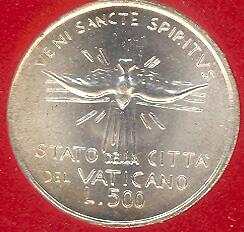 VENI SANCTE SPIRITVS
STATO DELLA CITTA'
DEL VATICANO
L.500